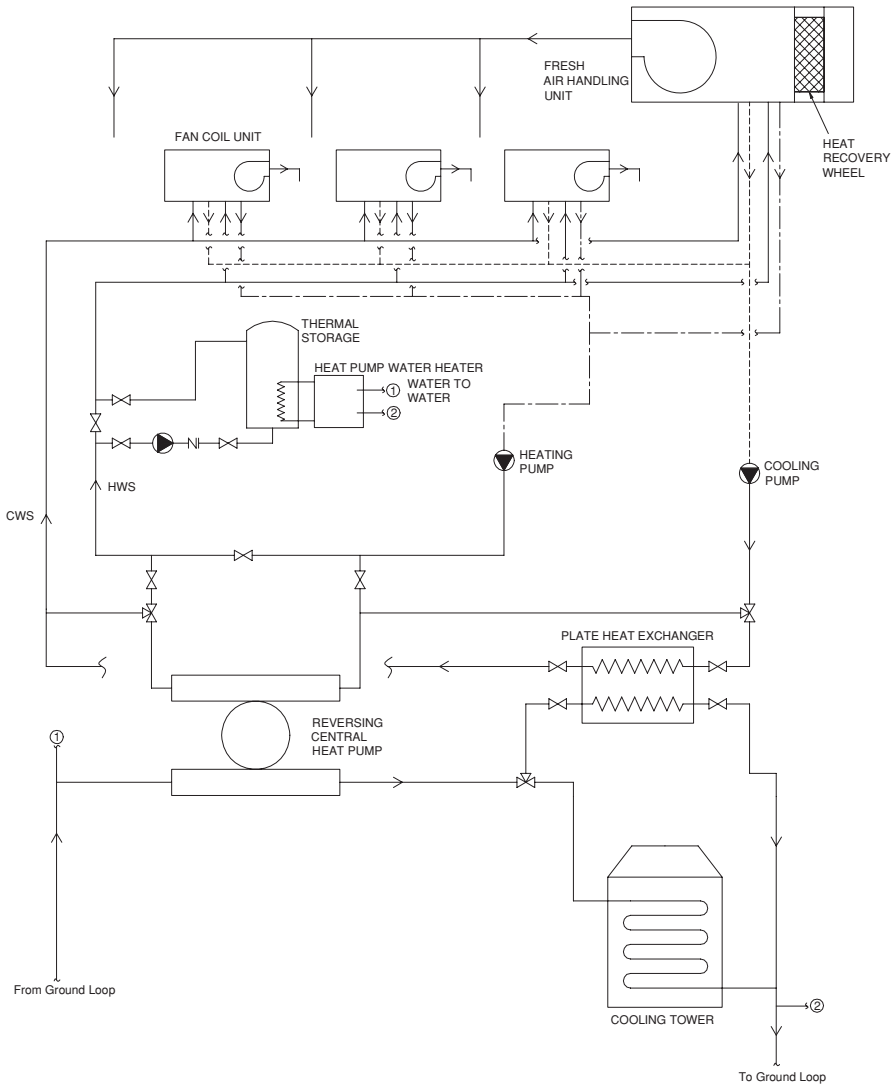 FRESH
AIR HANDLING
UNIT
HEAT
RECOVERY
WHEEL
FAN COIL UNIT
THERMAL
STORAGE
HEAT PUMP WATER HEATER
1
WATER TO
WATER
2
HEATING
PUMP
COOLING
PUMP
HWS
CWS
PLATE HEAT EXCHANGER
REVERSING
CENTRAL
HEAT PUMP
1
From Ground Loop
COOLING TOWER
2
To Ground Loop